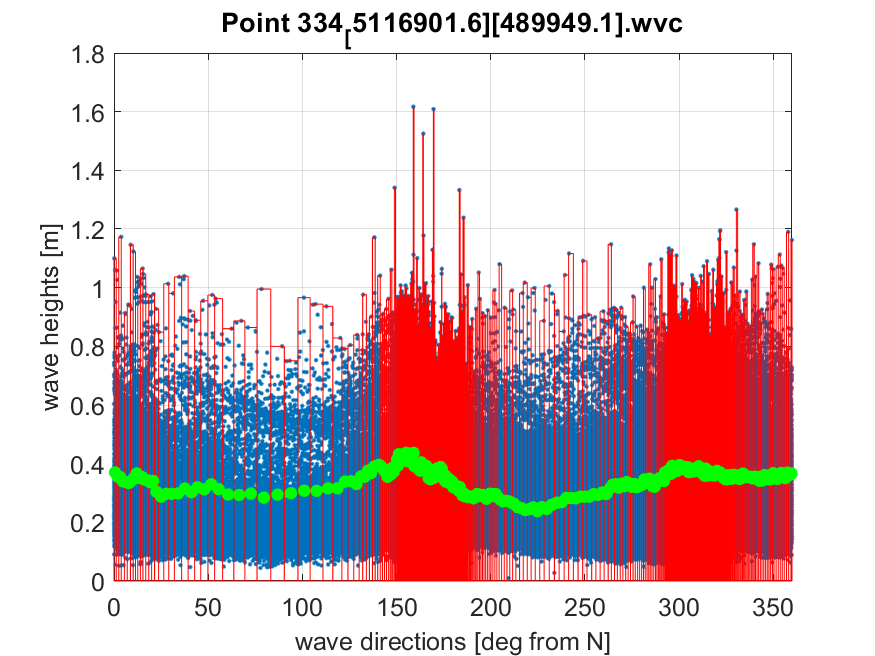 Point 334[5116901.6][489949.1].wvc
1.8
1.6
1.4
1.2
1
0.8
0.6
0.4
0.2
0
wave heights [m]
0 50 100 150 200 250 300 350
wave directions [deg from N]